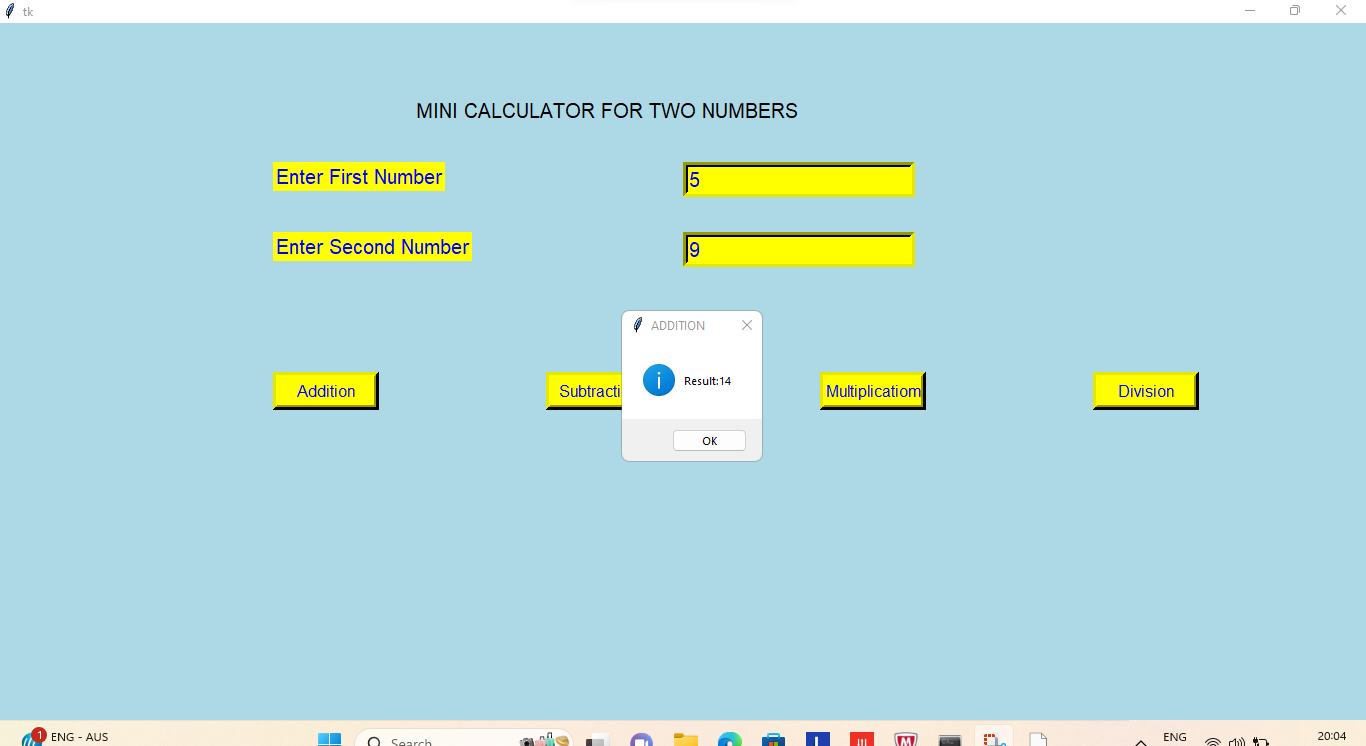 tk
MINI CALCULATOR FOR TWO NUMBERS
Enter First Number
5
Enter Second Number
9
ADDITION
Result:14
OK
Addition
Subtracti
Multiplicatiom
Division
1
ENG - AUS
Search
ENG
20:04